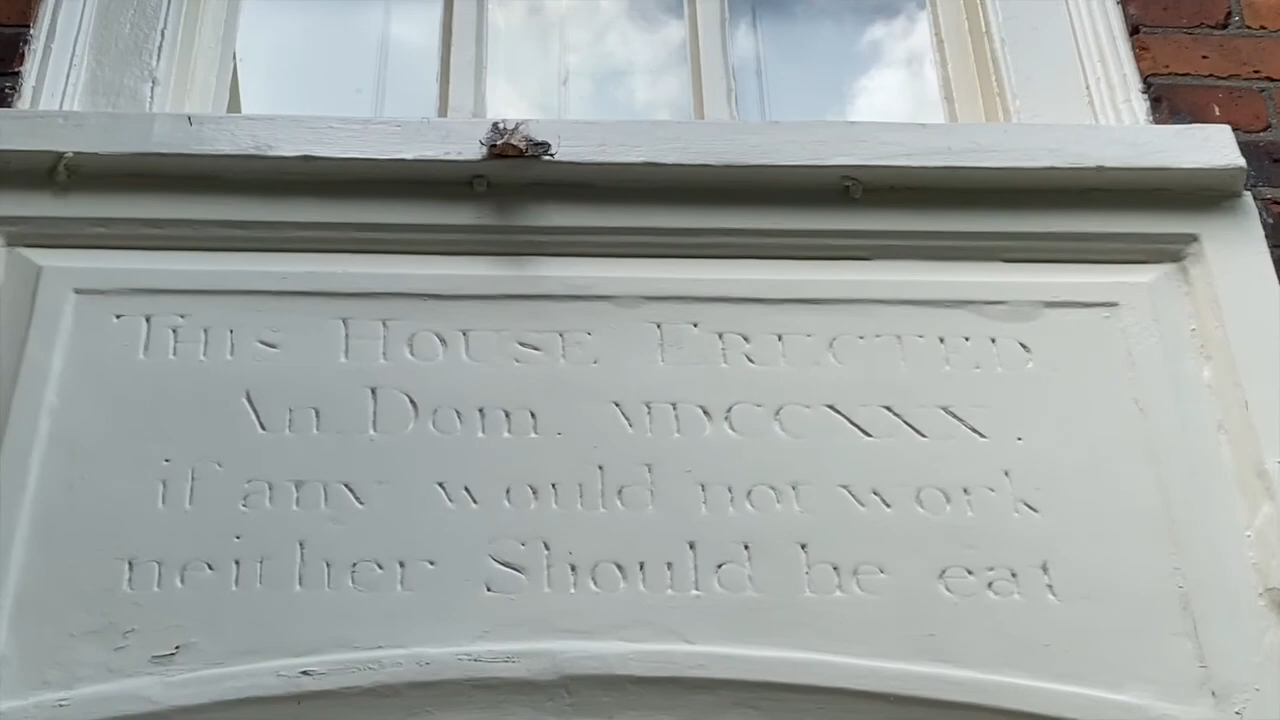 This House Erected
An Dom. MDCCXXX.
if any would not work
neither Should he eat